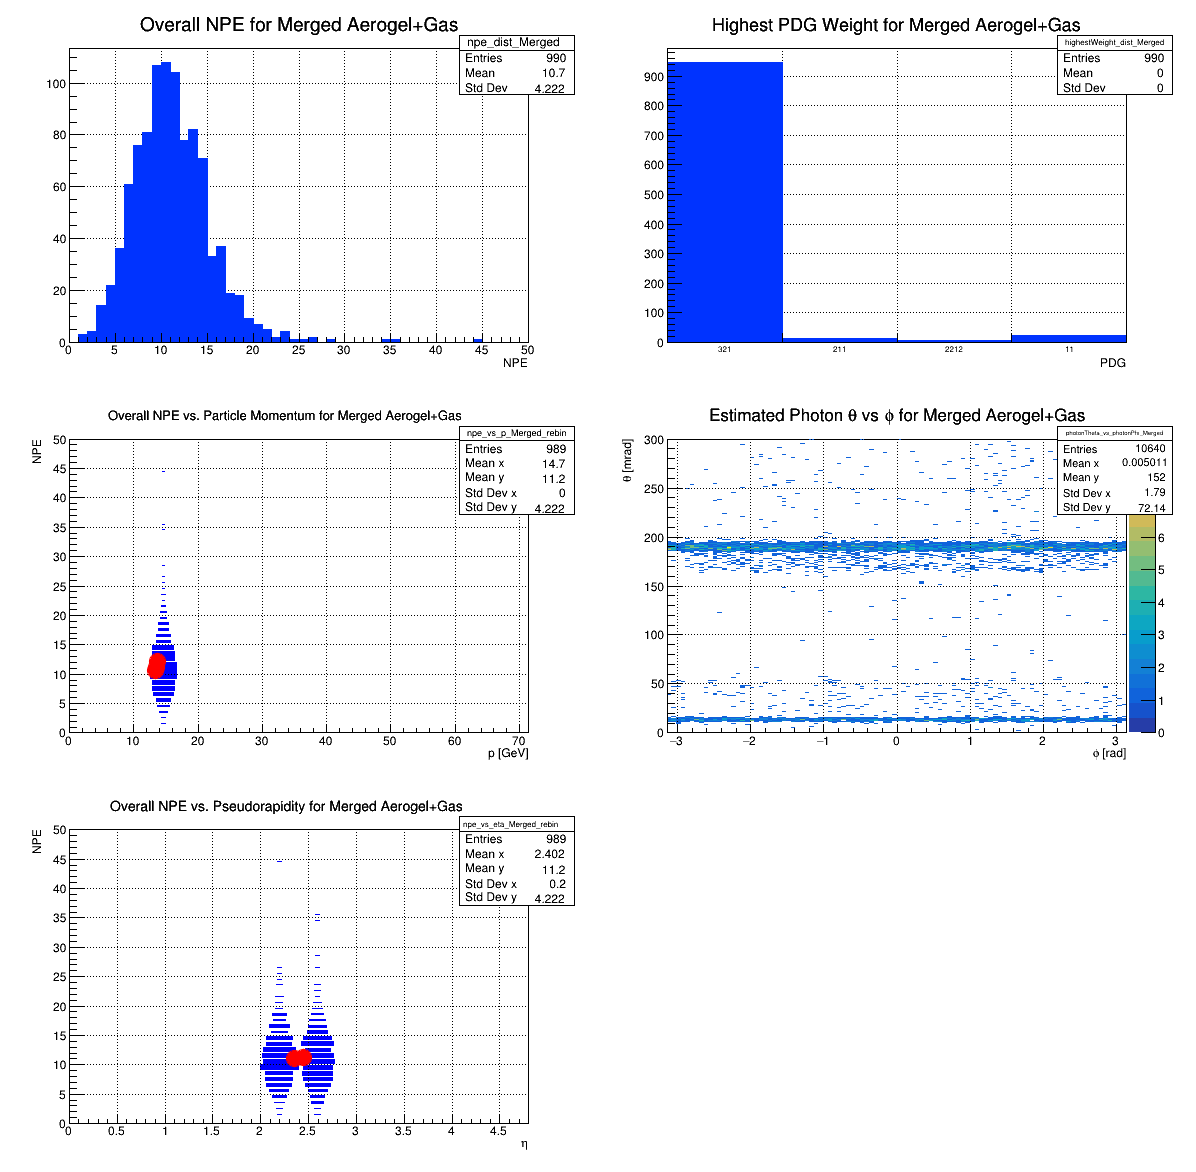 Overall NPE for Merged Aerogel+Gas
npe_dist_Merged
Entries 990
Mean 10.7
Std Dev 4.222
100
80
60
40
20
0
0 5 10 15 20 25 30 35 40 45 50
NPE
Highest PDG Weight for Merged Aerogel+Gas
highestWeight_dist_Merged
Entries 990
Mean 0
Std Dev 0
900
800
700
600
500
400
300
200
100
0
321 211 2212 11
PDG
Overall NPE vs. Particle Momentum for Merged Aerogel+Gas
NPE
npe_vs_p_Merged_rebin
Entries 989
Mean x 14.7
Mean y 11.2
Std Dev x 0
Std Dev y 4.222
50
45
40
35
30
25
20
15
10
5
0
0 10 20 30 40 50 60 70
p [GeV]
Estimated Photon θ vs ϕ for Merged Aerogel+Gas
θ [mrad]
photonTheta_vs_photonPhi_Merged
Entries 10640
Mean x 0.005011
Mean y 152
Std Dev x 1.79
Std Dev y 72.14
300
250
200
150
100
50
0
−3 −2 −1 0 1 2 3
ϕ [rad]
6
5
4
3
2
1
0
Overall NPE vs. Pseudorapidity for Merged Aerogel+Gas
NPE
npe_vs_eta_Merged_rebin
Entries 989
Mean x 2.402
Mean y 11.2
Std Dev x 0.2
Std Dev y 4.222
50
45
40
35
30
25
20
15
10
5
0
0 0.5 1 1.5 2 2.5 3 3.5 4 4.5
η